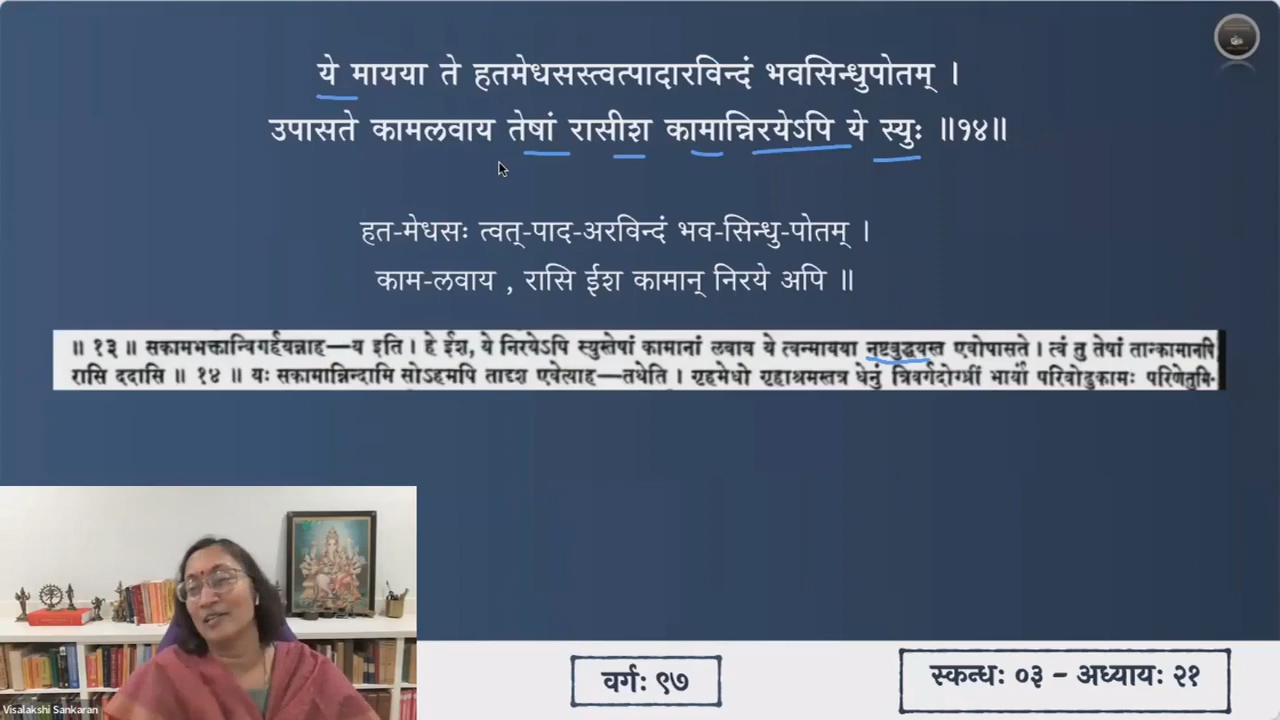 ये मायया ते हतमेधसस्त्वत्पादारविन्दं भवसिन्धुपोतम् ।
उपासते कामलवाय तेषां रासीश कामान्निरयेऽपि ये स्युः ॥१४॥
हत-मेधसः त्वत्-पाद-अरविन्दं भव-सिन्धु-पोतम् ।
काम-लवाय , रासि ईश कामान् निरये अपि ॥
॥ १३ ॥ सकामभक्तान्विगर्हयन्नाह—य इति । हे ईश, ये निरयेऽपि स्युस्तेषां कामानां लवाय ये त्वन्मायया नष्टबुद्धयस्त एवोपासते । त्वं तु तेषां तान्कामानपि
रासि ददासि ॥ १४ ॥ यः सकामान्निन्दामि सोऽहमपि तादृश एवेत्याह—तथेति । गृहमेधो गृहाश्रमस्तत्र धेनुं त्रिवर्गदोग्ध्रीं भार्यां परिवोढुकामः परिणेतुमि-
Visalakshi Sankaran
वर्गः ९७
स्कन्धः ०३ – अध्यायः २१